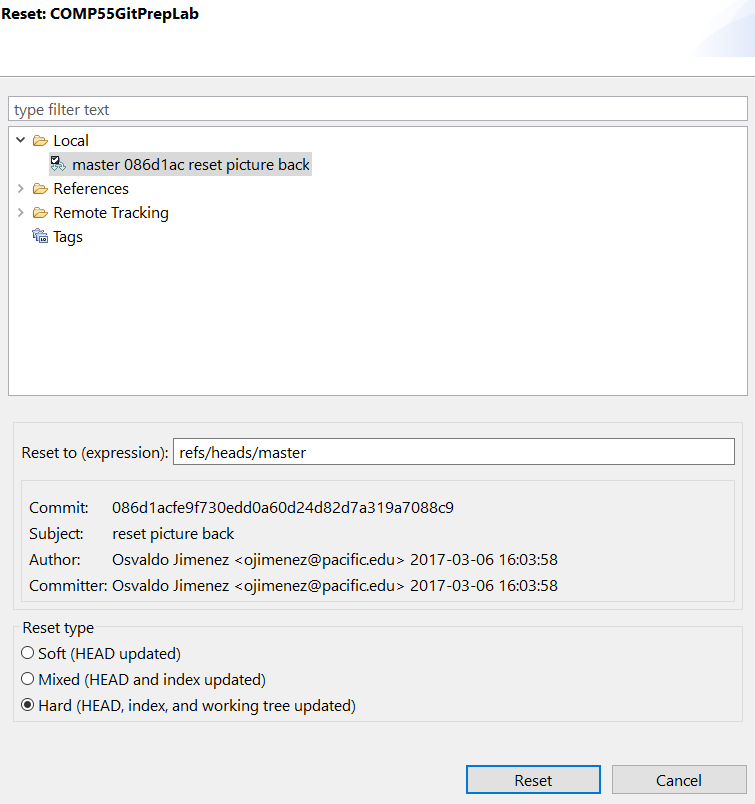 Reset: COMP55GitPrepLab
type filter text
Local
master 086d1ac reset picture back
References
Remote Tracking
Tags
Reset to (expression): refs/heads/master
Commit: 086d1acfe9f730edd0a60d24d82d7a319a7088c9
Subject: reset picture back
Author: Osvaldo Jimenez <ojimenez@pacific.edu> 2017-03-06 16:03:58
Committer: Osvaldo Jimenez <ojimenez@pacific.edu> 2017-03-06 16:03:58
Reset type
Soft (HEAD updated)
Mixed (HEAD and index updated)
Hard (HEAD, index, and working tree updated)
Reset Cancel